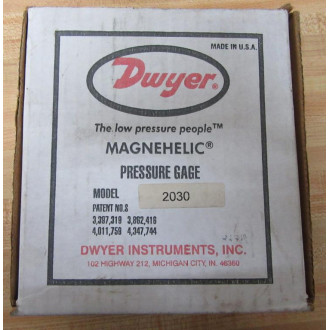 MADE IN U.S.A.
Dwyer®
The low pressure people™
MAGNEHELIC®
PRESSURE GAGE
MODEL 2030
PATENT NO.S
3,397,319 3,862,416
4,011,759 4,347,744
DWYER INSTRUMENTS, INC.
102 HIGHWAY 212, MICHIGAN CITY, IN. 46360